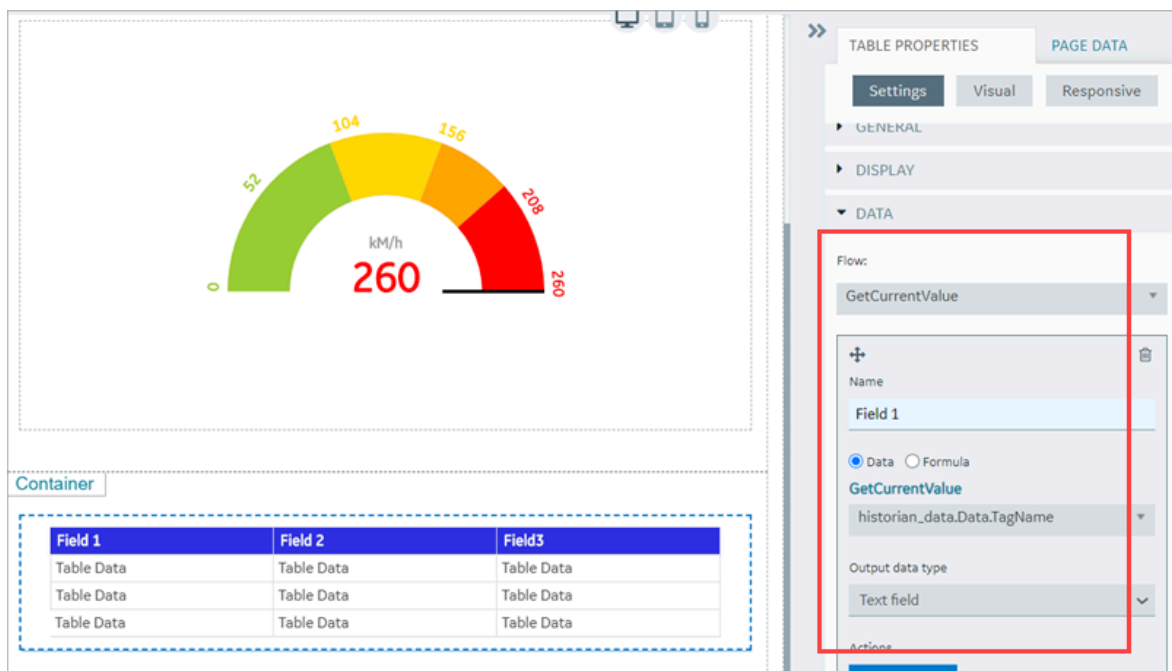 104
156
52
208
kM/h
260
0
260
Container
Field 1 Field 2 Field3
Table Data Table Data Table Data
Table Data Table Data Table Data
Table Data Table Data Table Data
TABLE PROPERTIES PAGE DATA
Settings Visual Responsive
GENERAL
DISPLAY
DATA
Flow:
GetCurrentValue
Name
Field 1
Data Formula
GetCurrentValue
historian_data.Data.TagName
Output data type
Text field
Actions